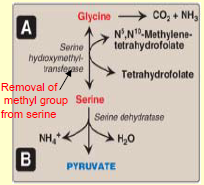 A
Glycine → CO₂ + NH₃
N⁵,N¹⁰-Methylene-
tetrahydrofolate
Serine
hydroxymethyl-
transferase
Tetrahydrofolate
Removal of
methyl group
from serine
Serine
Serine dehydratase
NH₄⁺
H₂O
B
PYRUVATE